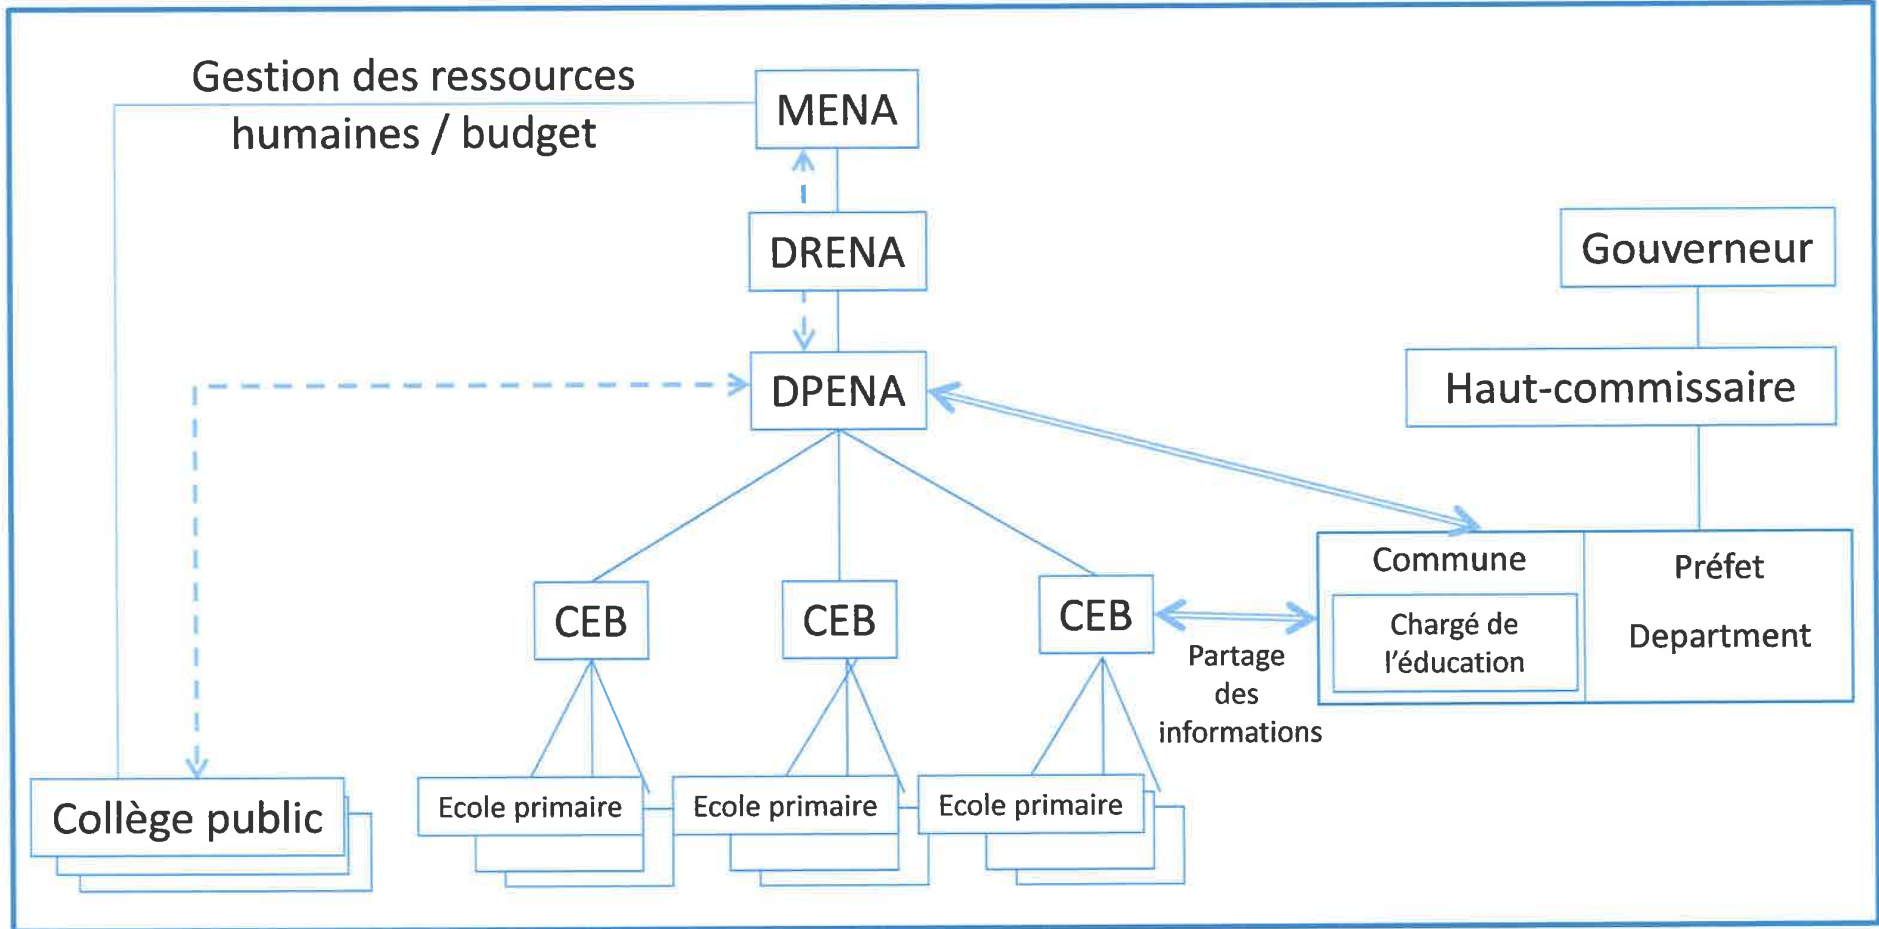 Gestion des ressources
humaines / budget
MENA
DRENA
Gouverneur
DPENA
Haut-commissaire
Commune
Préfet
Department
Chargé de
l'éducation
CEB
CEB
CEB
Partage
des
informations
Collège public
Ecole primaire
Ecole primaire
Ecole primaire